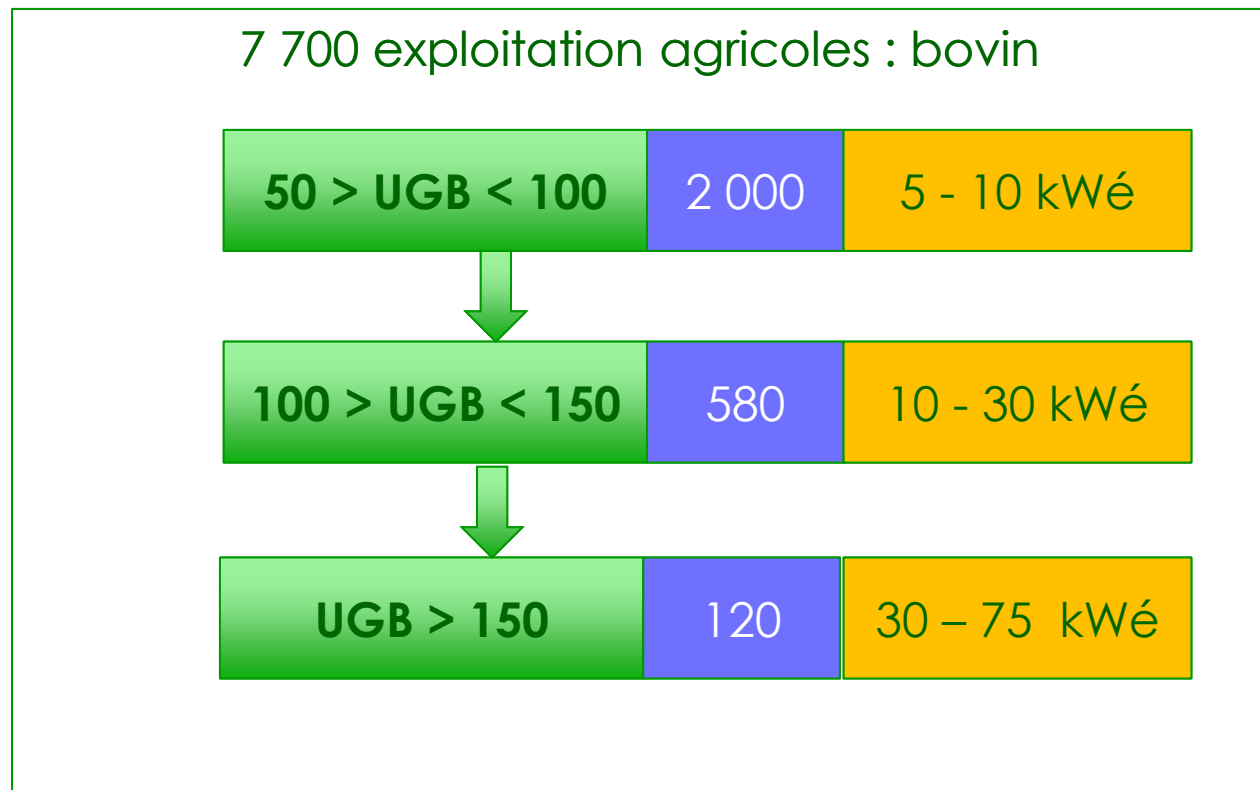 7 700 exploitation agricoles : bovin
50 > UGB < 100 2 000 5 - 10 kWé
100 > UGB < 150 580 10 - 30 kWé
UGB > 150 120 30 – 75 kWé